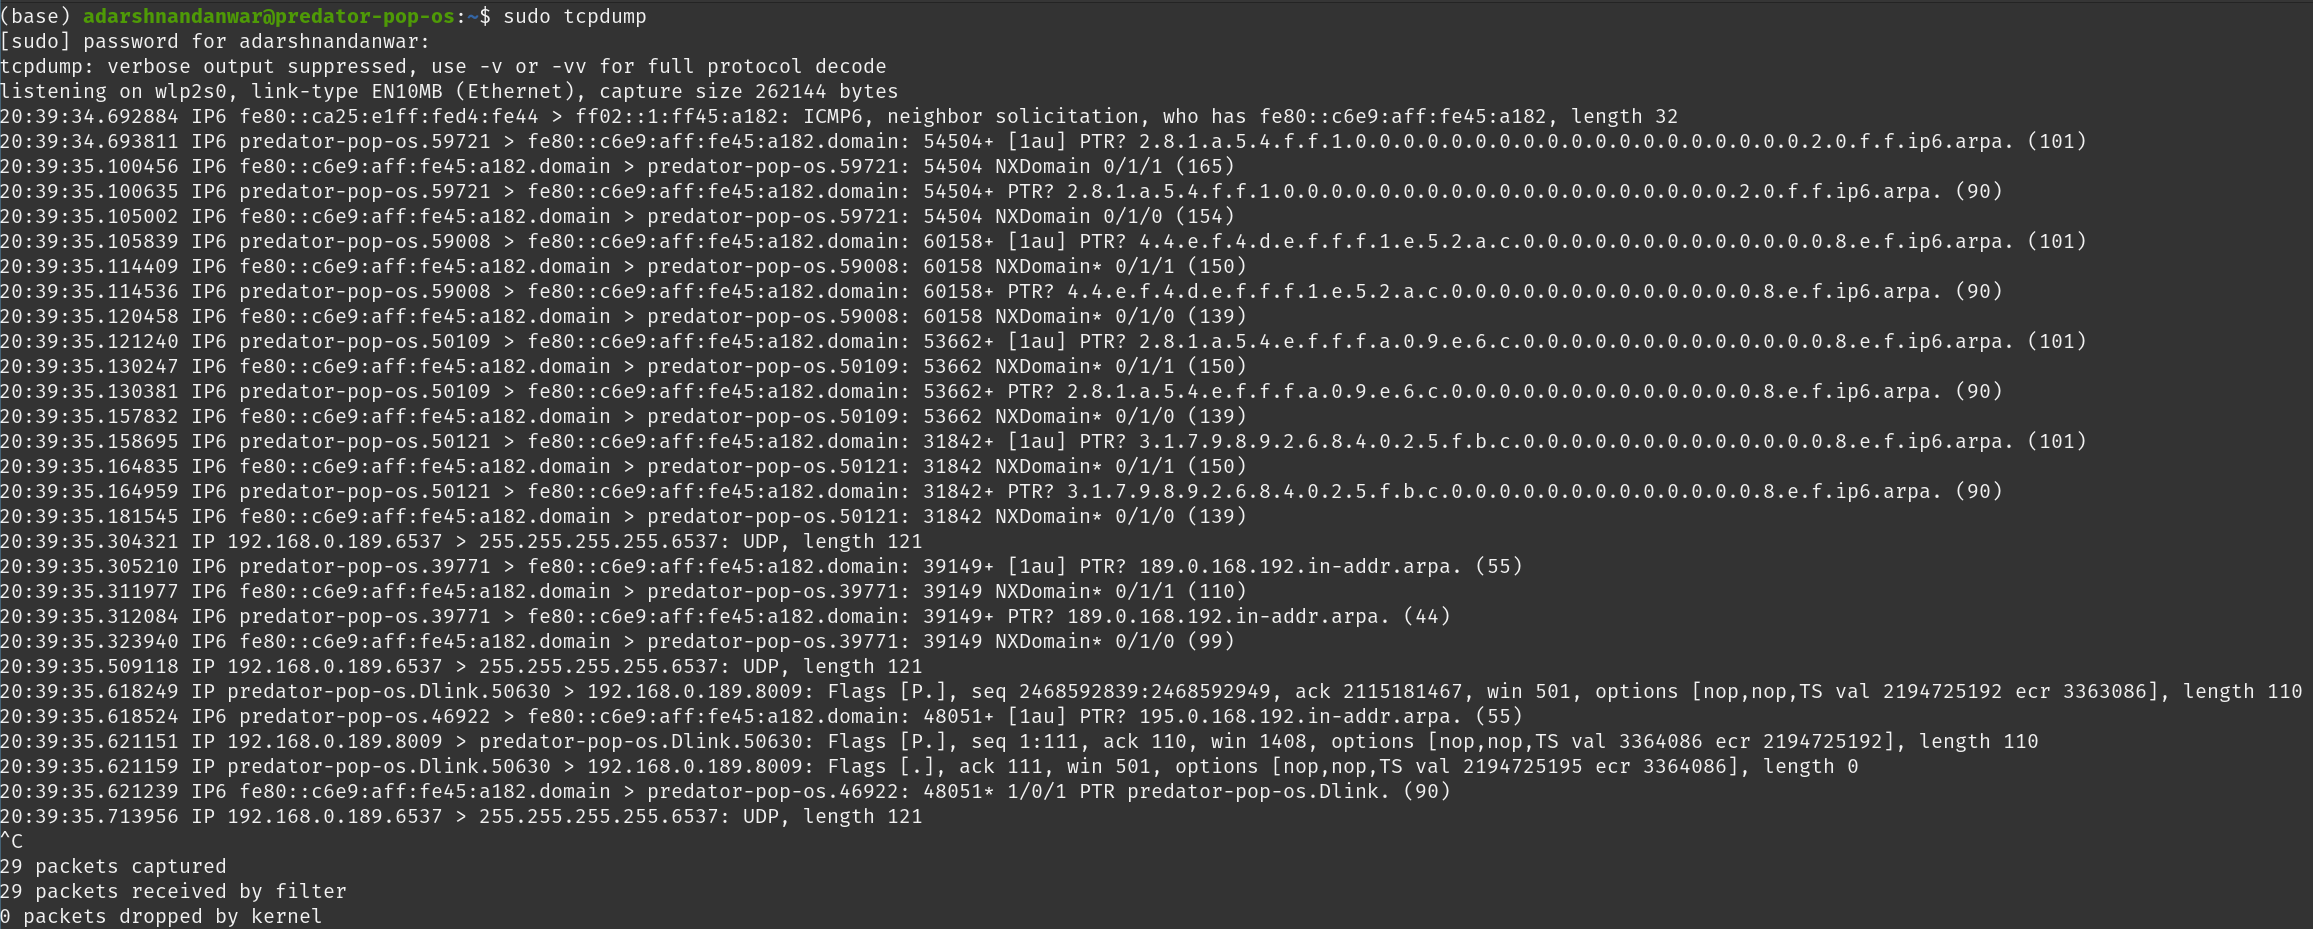 (base) adarshnandanwar@predator-pop-os:~$ sudo tcpdump
[sudo] password for adarshnandanwar:
tcpdump: verbose output suppressed, use -v or -vv for full protocol decode
listening on wlp2s0, link-type EN10MB (Ethernet), capture size 262144 bytes
20:39:34.692884 IP6 fe80::ca25:e1ff:fed4:fe44 > ff02::1:ff45:a182: ICMP6, neighbor solicitation, who has fe80::c6e9:aff:fe45:a182, length 32
20:39:34.693811 IP6 predator-pop-os.59721 > fe80::c6e9:aff:fe45:a182.domain: 54504+ [1au] PTR? 2.8.1.a.5.4.f.f.1.0.0.0.0.0.0.0.0.0.0.0.0.0.0.0.0.0.0.0.2.0.f.f.ip6.arpa. (101)
20:39:35.100456 IP6 fe80::c6e9:aff:fe45:a182.domain > predator-pop-os.59721: 54504 NXDomain 0/1/1 (165)
20:39:35.100635 IP6 predator-pop-os.59721 > fe80::c6e9:aff:fe45:a182.domain: 54504+ PTR? 2.8.1.a.5.4.f.f.1.0.0.0.0.0.0.0.0.0.0.0.0.0.0.0.0.0.0.0.2.0.f.f.ip6.arpa. (90)
20:39:35.105002 IP6 fe80::c6e9:aff:fe45:a182.domain > predator-pop-os.59721: 54504 NXDomain 0/1/0 (154)
20:39:35.105839 IP6 predator-pop-os.59008 > fe80::c6e9:aff:fe45:a182.domain: 60158+ [1au] PTR? 4.4.e.f.4.d.e.f.f.f.1.e.5.2.a.c.0.0.0.0.0.0.0.0.0.0.0.0.0.8.e.f.ip6.arpa. (101)
20:39:35.114409 IP6 fe80::c6e9:aff:fe45:a182.domain > predator-pop-os.59008: 60158 NXDomain* 0/1/1 (150)
20:39:35.114536 IP6 predator-pop-os.59008 > fe80::c6e9:aff:fe45:a182.domain: 60158+ PTR? 4.4.e.f.4.d.e.f.f.f.1.e.5.2.a.c.0.0.0.0.0.0.0.0.0.0.0.0.0.8.e.f.ip6.arpa. (90)
20:39:35.120458 IP6 fe80::c6e9:aff:fe45:a182.domain > predator-pop-os.59008: 60158 NXDomain* 0/1/0 (139)
20:39:35.121240 IP6 predator-pop-os.50109 > fe80::c6e9:aff:fe45:a182.domain: 53662+ [1au] PTR? 2.8.1.a.5.4.e.f.f.f.a.0.9.e.6.c.0.0.0.0.0.0.0.0.0.0.0.0.0.8.e.f.ip6.arpa. (101)
20:39:35.130247 IP6 fe80::c6e9:aff:fe45:a182.domain > predator-pop-os.50109: 53662 NXDomain* 0/1/1 (150)
20:39:35.130381 IP6 predator-pop-os.50109 > fe80::c6e9:aff:fe45:a182.domain: 53662+ PTR? 2.8.1.a.5.4.e.f.f.f.a.0.9.e.6.c.0.0.0.0.0.0.0.0.0.0.0.0.0.8.e.f.ip6.arpa. (90)
20:39:35.157832 IP6 fe80::c6e9:aff:fe45:a182.domain > predator-pop-os.50109: 53662 NXDomain* 0/1/0 (139)
20:39:35.158695 IP6 predator-pop-os.50121 > fe80::c6e9:aff:fe45:a182.domain: 31842+ [1au] PTR? 3.1.7.9.8.9.2.6.8.4.0.2.5.f.b.c.0.0.0.0.0.0.0.0.0.0.0.0.0.8.e.f.ip6.arpa. (101)
20:39:35.164835 IP6 fe80::c6e9:aff:fe45:a182.domain > predator-pop-os.50121: 31842 NXDomain* 0/1/1 (150)
20:39:35.164959 IP6 predator-pop-os.50121 > fe80::c6e9:aff:fe45:a182.domain: 31842+ PTR? 3.1.7.9.8.9.2.6.8.4.0.2.5.f.b.c.0.0.0.0.0.0.0.0.0.0.0.0.0.8.e.f.ip6.arpa. (90)
20:39:35.181545 IP6 fe80::c6e9:aff:fe45:a182.domain > predator-pop-os.50121: 31842 NXDomain* 0/1/0 (139)
20:39:35.304321 IP 192.168.0.189.6537 > 255.255.255.255.6537: UDP, length 121
20:39:35.305210 IP6 predator-pop-os.39771 > fe80::c6e9:aff:fe45:a182.domain: 39149+ [1au] PTR? 189.0.168.192.in-addr.arpa. (55)
20:39:35.311977 IP6 fe80::c6e9:aff:fe45:a182.domain > predator-pop-os.39771: 39149 NXDomain* 0/1/1 (110)
20:39:35.312084 IP6 predator-pop-os.39771 > fe80::c6e9:aff:fe45:a182.domain: 39149+ PTR? 189.0.168.192.in-addr.arpa. (44)
20:39:35.323940 IP6 fe80::c6e9:aff:fe45:a182.domain > predator-pop-os.39771: 39149 NXDomain* 0/1/0 (99)
20:39:35.509118 IP 192.168.0.189.6537 > 255.255.255.255.6537: UDP, length 121
20:39:35.618249 IP predator-pop-os.Dlink.50630 > 192.168.0.189.8009: Flags [P.], seq 2468592839:2468592949, ack 2115181467, win 501, options [nop,nop,TS val 2194725192 ecr 3363086], length 110
20:39:35.618524 IP6 predator-pop-os.46922 > fe80::c6e9:aff:fe45:a182.domain: 48051+ [1au] PTR? 195.0.168.192.in-addr.arpa. (55)
20:39:35.621151 IP 192.168.0.189.8009 > predator-pop-os.Dlink.50630: Flags [P.], seq 1:111, ack 110, win 1408, options [nop,nop,TS val 3364086 ecr 2194725192], length 110
20:39:35.621159 IP predator-pop-os.Dlink.50630 > 192.168.0.189.8009: Flags [.], ack 111, win 501, options [nop,nop,TS val 2194725195 ecr 3364086], length 0
20:39:35.621239 IP6 fe80::c6e9:aff:fe45:a182.domain > predator-pop-os.46922: 48051* 1/0/1 PTR predator-pop-os.Dlink. (90)
20:39:35.713956 IP 192.168.0.189.6537 > 255.255.255.255.6537: UDP, length 121
^C
29 packets captured
29 packets received by filter
0 packets dropped by kernel